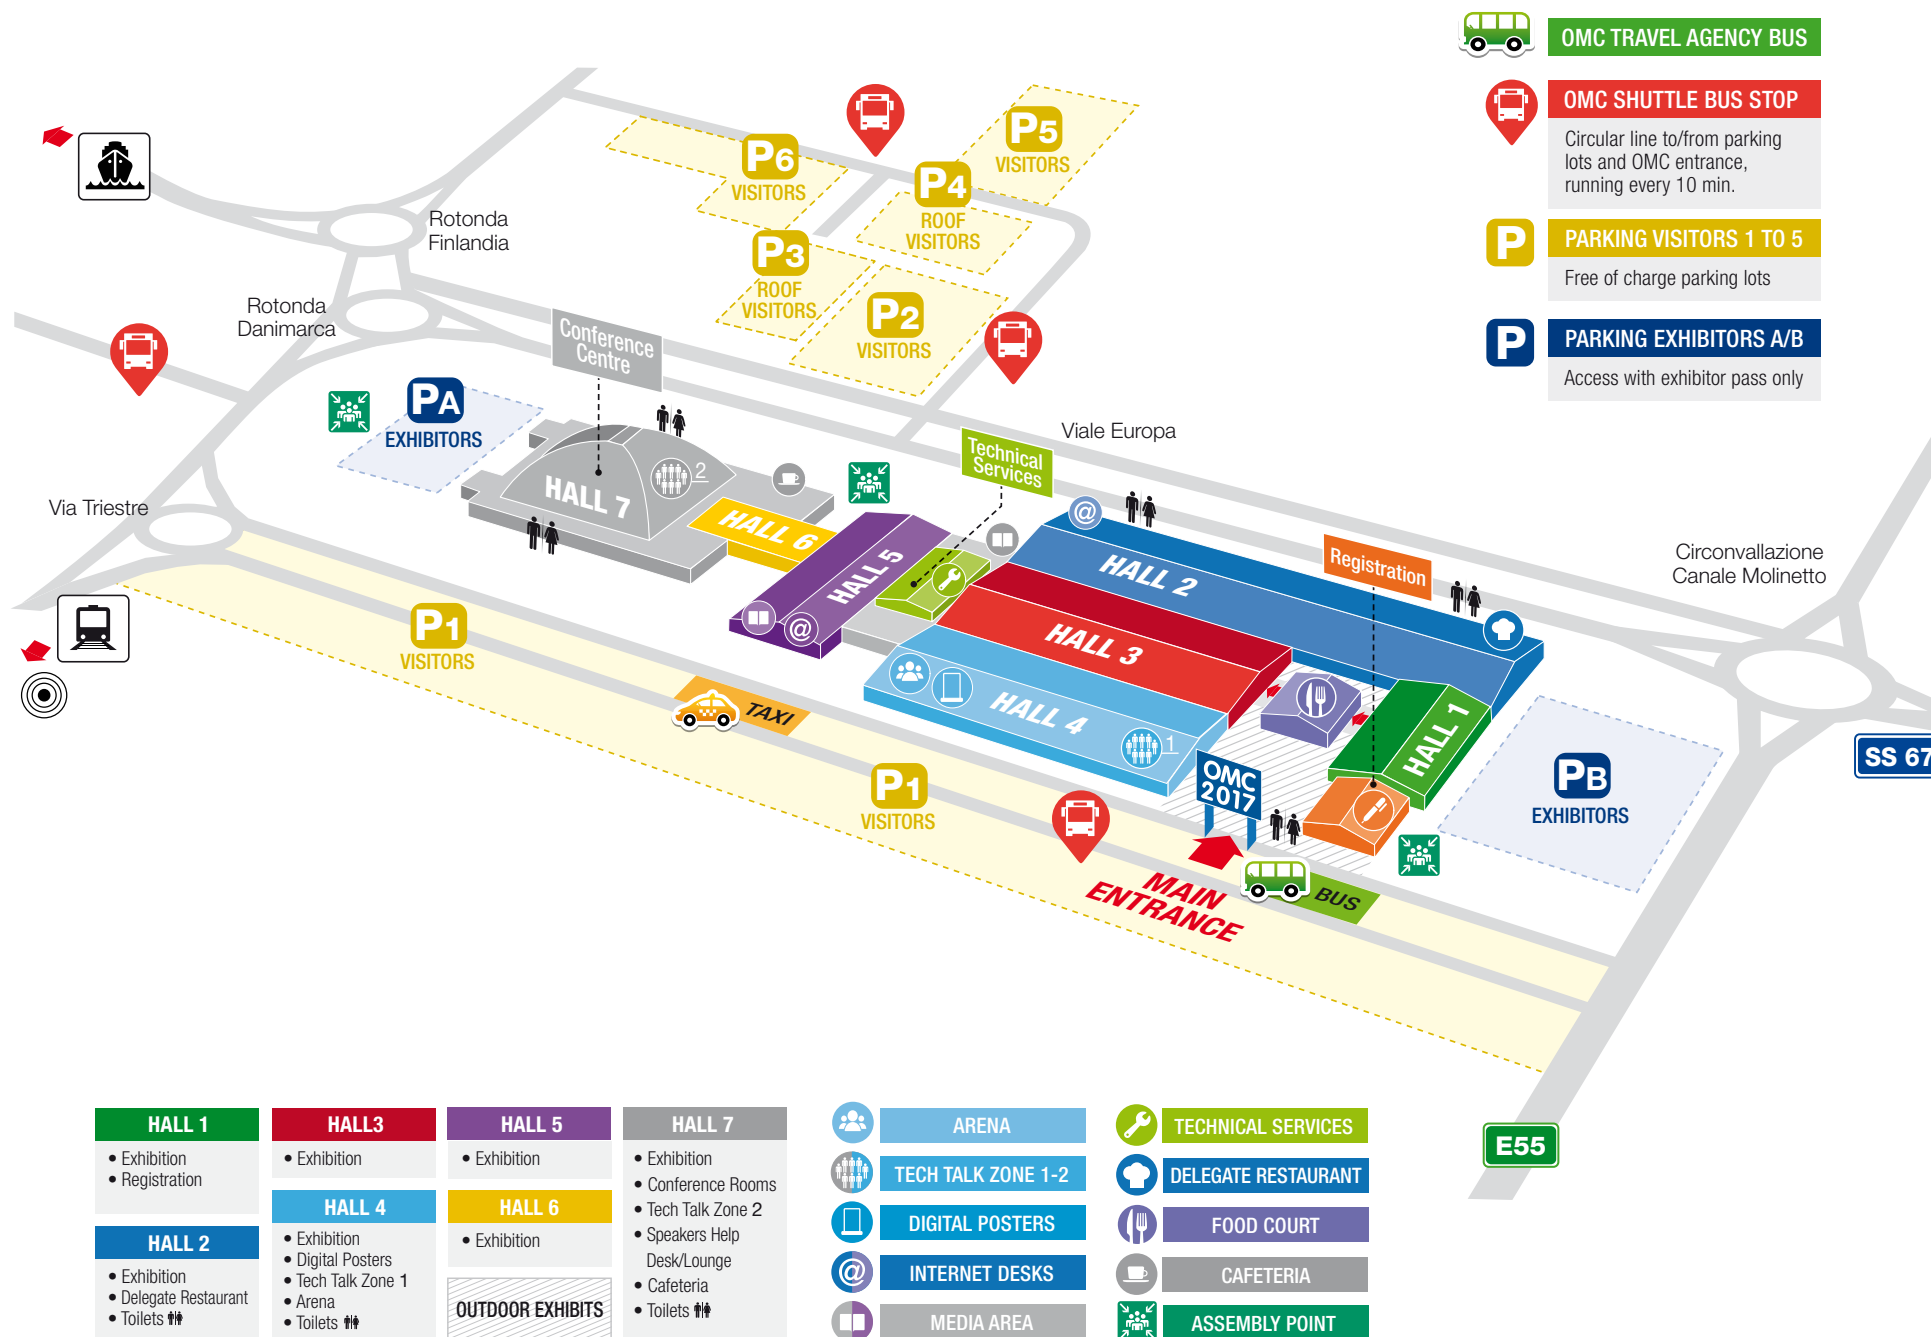 OMC TRAVEL AGENCY BUS
OMC SHUTTLE BUS STOP
Circular line to/from parking
lots and OMC entrance,
running every 10 min.
P
PARKING VISITORS 1 TO 5
Free of charge parking lots
P
PARKING EXHIBITORS A/B
Access with exhibitor pass only
P5
VISITORS
P6
VISITORS
P4
ROOF
VISITORS
P3
ROOF
VISITORS
P2
VISITORS
Rotonda
Finlandia
Rotonda
Danimarca
Conference
Centre
PA
EXHIBITORS
Viale Europa
Technical
Services
HALL 7
2
Via Triestre
HALL 6
HALL 5
@
@
HALL 2
Registration
Circonvallazione
Canale Molinetto
HALL 3
HALL 4
1
HALL 1
P1
VISITORS
TAXI
P1
VISITORS
OMC
2017
PB
EXHIBITORS
SS 67
MAIN
ENTRANCE
BUS
E55
HALL 1
• Exhibition
• Registration
HALL 2
• Exhibition
• Delegate Restaurant
• Toilets
HALL3
• Exhibition
HALL 4
• Exhibition
• Digital Posters
• Tech Talk Zone 1
• Arena
• Toilets
HALL 5
• Exhibition
HALL 6
• Exhibition
OUTDOOR EXHIBITS
HALL 7
• Exhibition
• Conference Rooms
• Tech Talk Zone 2
• Speakers Help
Desk/Lounge
• Cafeteria
• Toilets
ARENA
TECH TALK ZONE 1-2
DIGITAL POSTERS
@
INTERNET DESKS
MEDIA AREA
TECHNICAL SERVICES
DELEGATE RESTAURANT
FOOD COURT
CAFETERIA
ASSEMBLY POINT